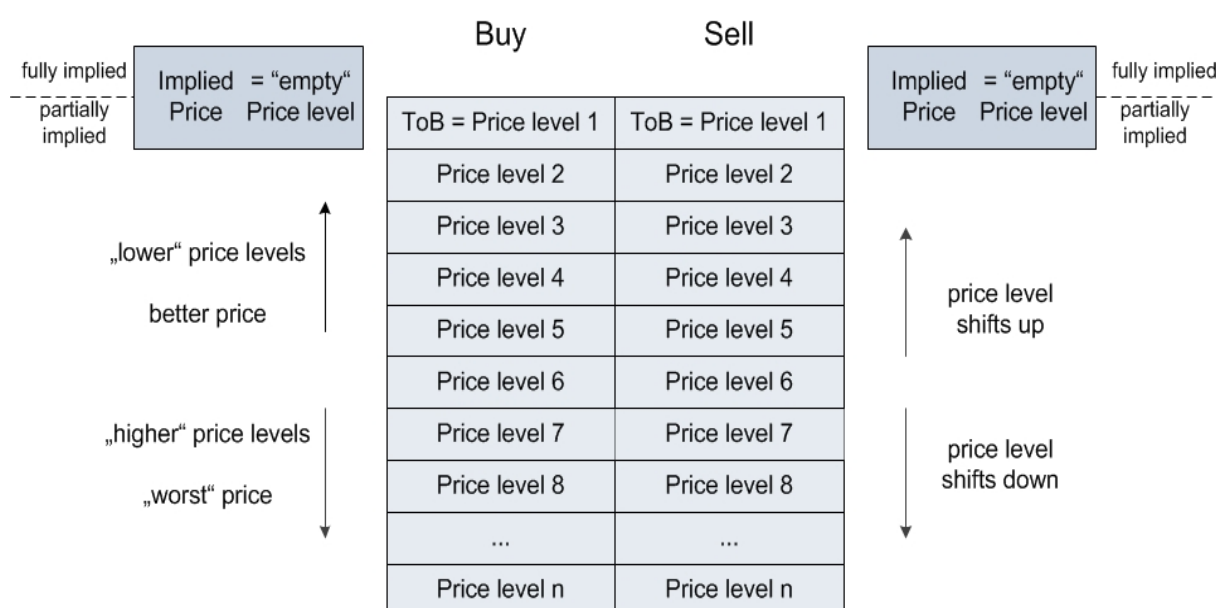 Buy
Sell
fully implied
partially
implied
Implied = "empty“
Price Price level
Implied = "empty“
Price Price level
fully implied
partially
implied
ToB = Price level 1
ToB = Price level 1
Price level 2
Price level 2
Price level 3
Price level 3
Price level 4
Price level 4
Price level 5
Price level 5
Price level 6
Price level 6
Price level 7
Price level 7
Price level 8
Price level 8
...
...
Price level n
Price level n
„lower“ price levels
better price
„higher“ price levels
„worst“ price
price level
shifts up
price level
shifts down